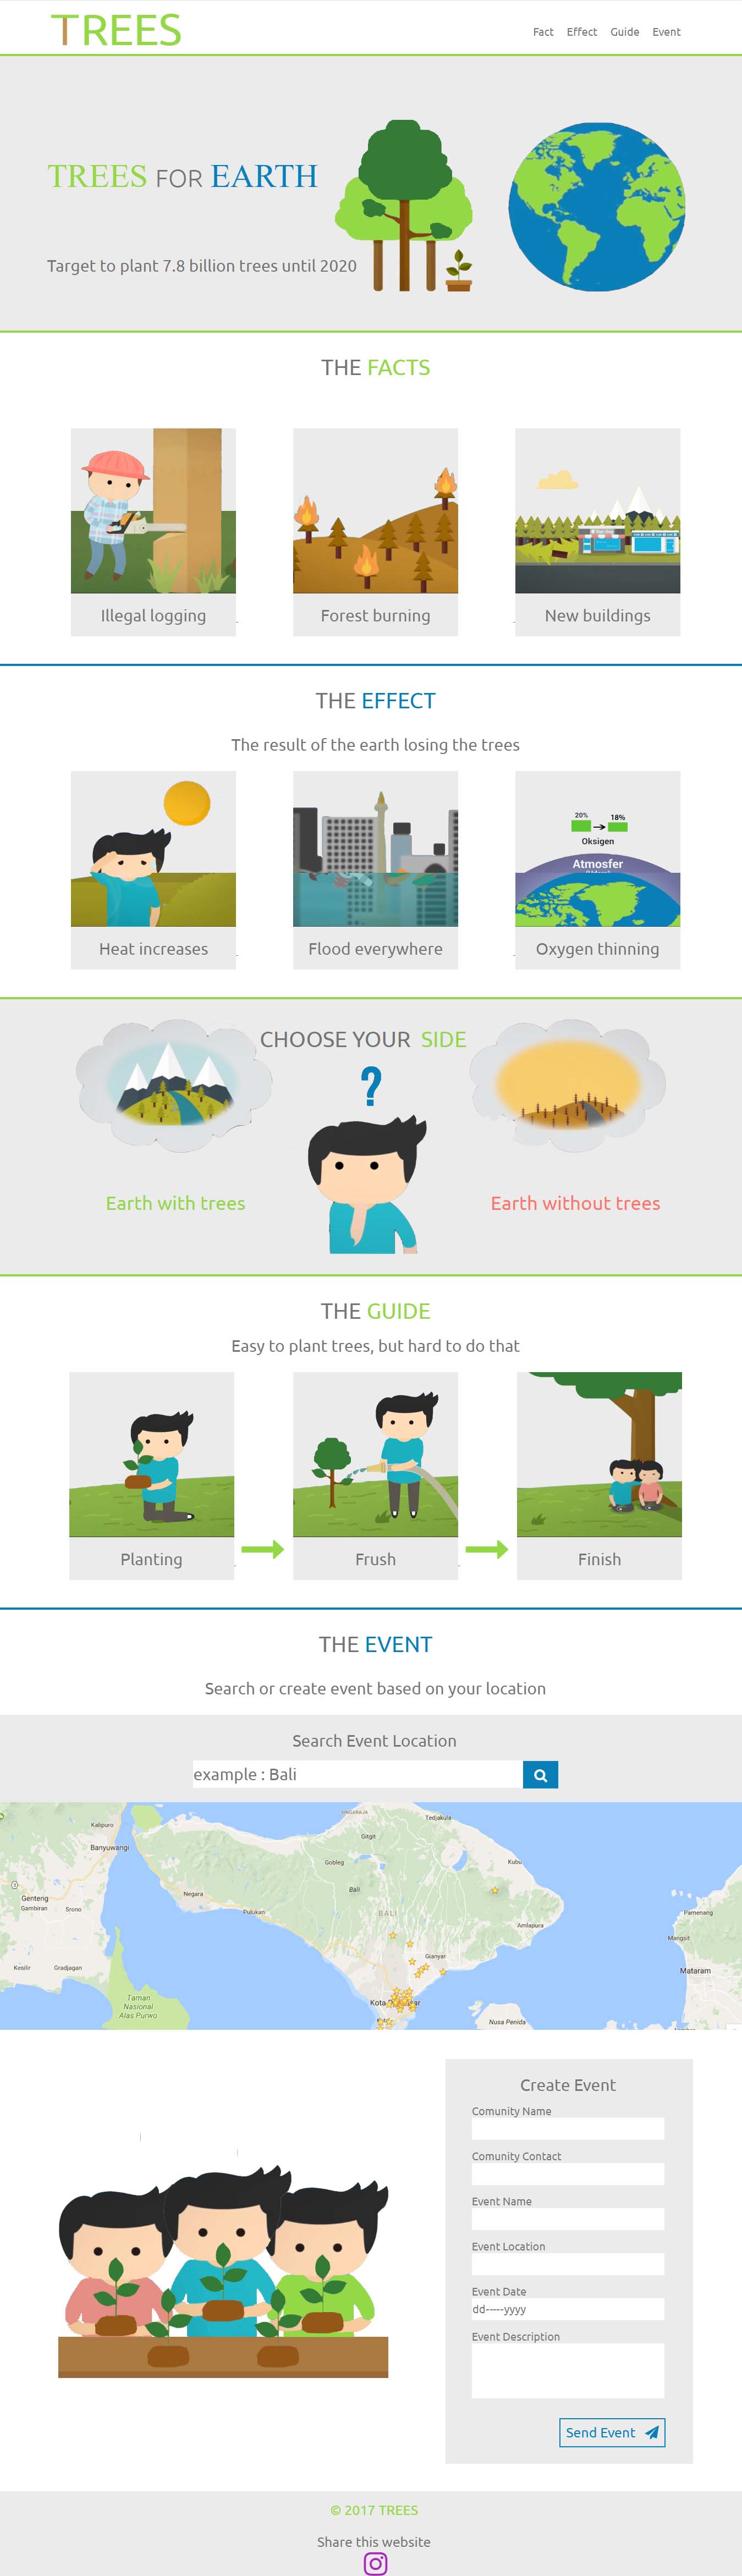 TREES
Fact Effect Guide Event
TREES FOR EARTH
Target to plant 7.8 billion trees until 2020
THE FACTS
Illegal logging
Forest burning
New buildings
THE EFFECT
The result of the earth losing the trees
20% 18%
Oksigen
Atmosfer
Heat increases
Flood everywhere
Oxygen thinning
CHOOSE YOUR SIDE
?
Earth with trees
Earth without trees
THE GUIDE
Easy to plant trees, but hard to do that
Planting
Frush
Finish
THE EVENT
Search or create event based on your location
Search Event Location
example : Bali
SINGARAJA
Tedjakula
Kalipuro
Gitgit
Banyuwangi
Gobleg
Kubu
Bali
Genteng
Negara
Gambiran
Srono
Pulukan
BALI
Pamenang
Amlapura
Mangsit
Gianyar
Kesilir
Gradjagan
Mataram
Taman
Nasional
Alas Purwo
Kota
Nusa Penida
Create Event
Comunity Name
Comunity Contact
Event Name
Event Location
Event Date
dd-----yyyy
Event Description
Send Event
© 2017 TREES
Share this website